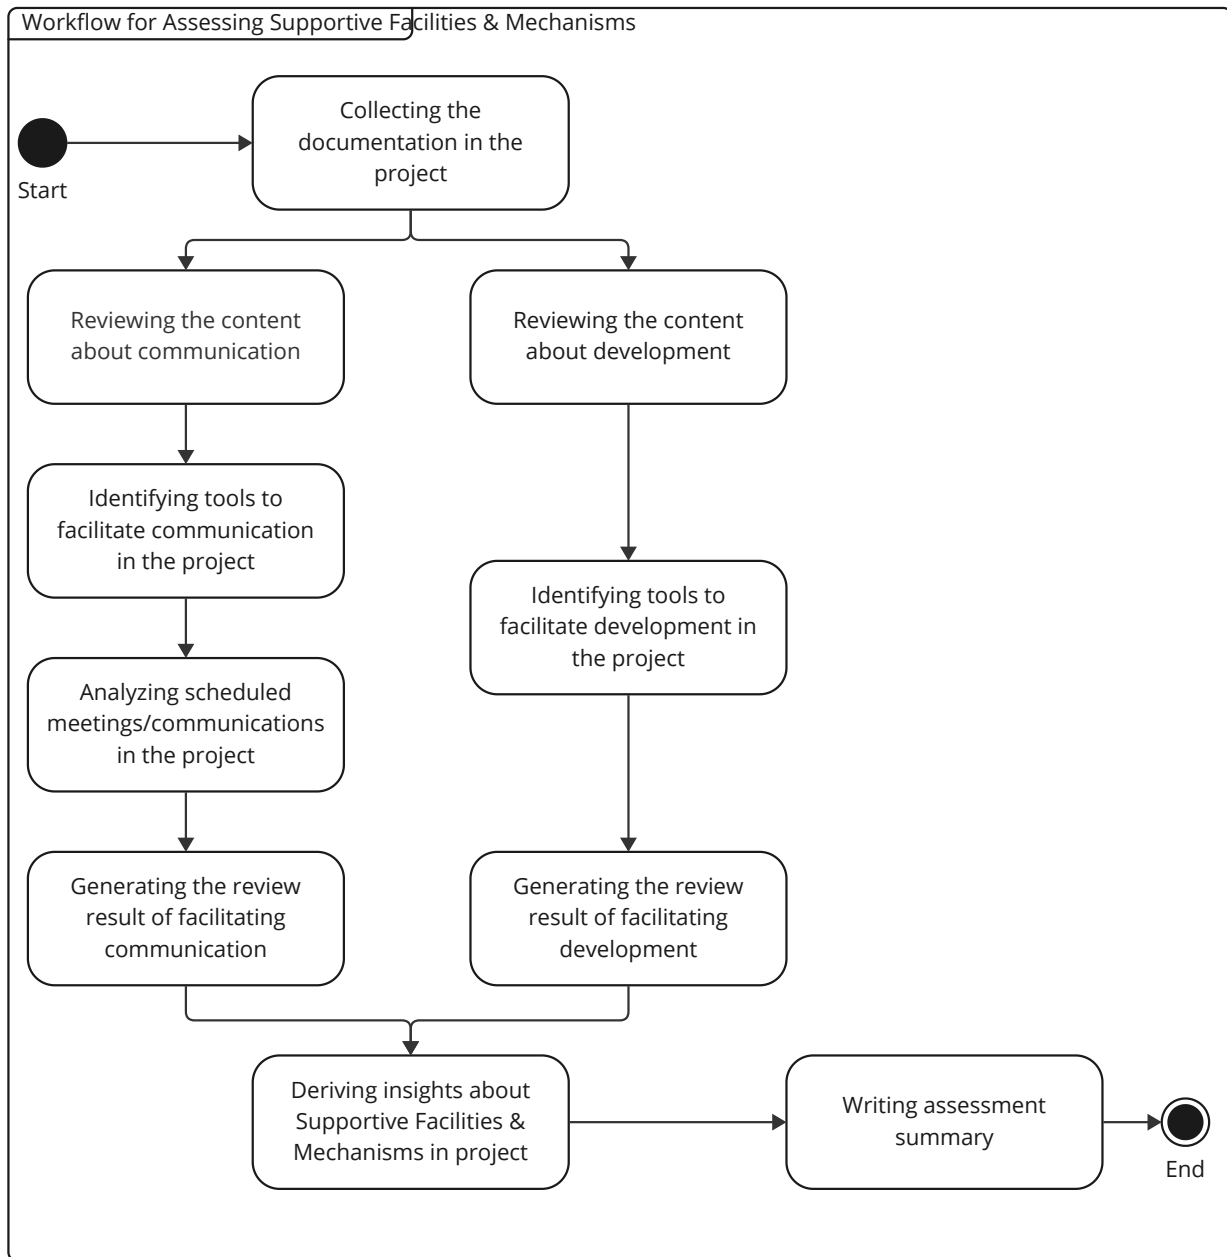 Workflow for Assessing Supportive Facilities & Mechanisms
Start
Collecting the
documentation in the
project
Reviewing the content
about communication
Reviewing the content
about development
Identifying tools to
facilitate communication
in the project
Identifying tools to
facilitate development in
the project
Analyzing scheduled
meetings/communications
in the project
Generating the review
result of facilitating
communication
Generating the review
result of facilitating
development
Deriving insights about
Supportive Facilities &
Mechanisms in project
Writing assessment
summary
End